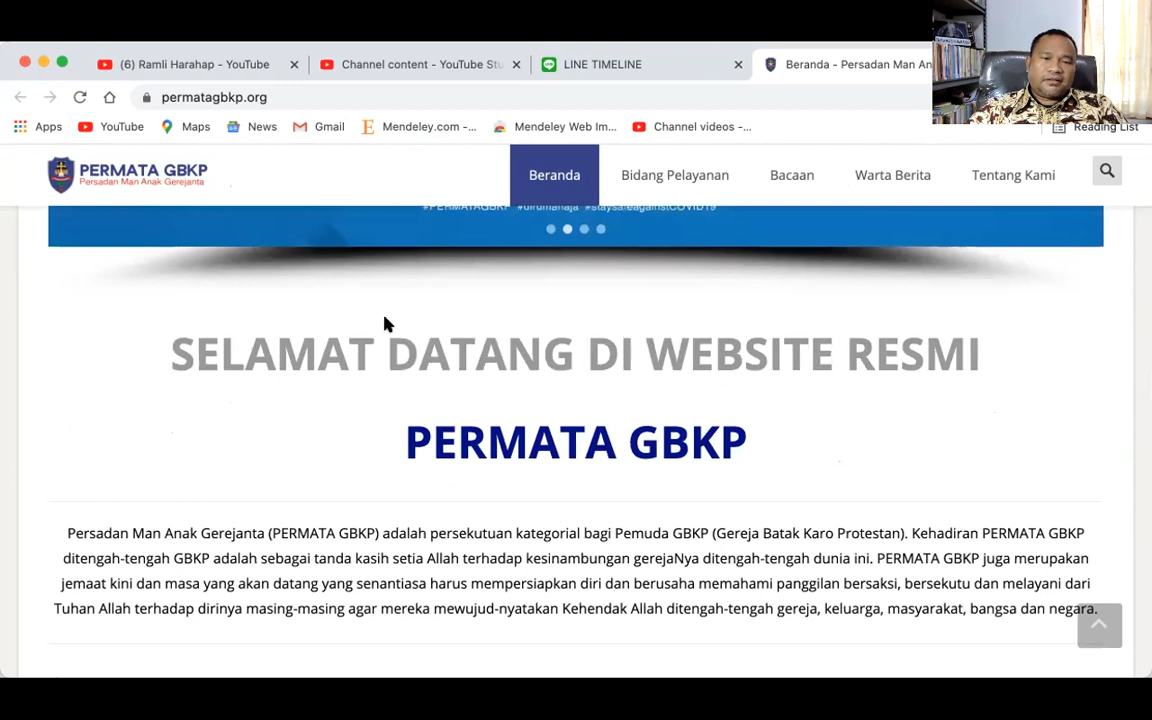 (6) Ramli Harahap - YouTube
Channel content - YouTube Stu
LINE TIMELINE
Beranda - Persadan Man An
permatagbkp.org
Apps
YouTube
Maps
News
Gmail
Mendeley.com -...
Mendeley Web Im...
Channel videos -...
Reading List
PERMATA GBKP
Persadan Man Anak Gerejanta
Beranda
Bidang Pelayanan
Bacaan
Warta Berita
Tentang Kami
#PERMATAGBKP #dirumahaja #staysafeagainstCOVID19
SELAMAT DATANG DI WEBSITE RESMI
PERMATA GBKP
Persadan Man Anak Gerejanta (PERMATA GBKP) adalah persekutuan kategorial bagi Pemuda GBKP (Gereja Batak Karo Protestan). Kehadiran PERMATA GBKP
ditengah-tengah GBKP adalah sebagai tanda kasih setia Allah terhadap kesinambungan gerejaNya ditengah-tengah dunia ini. PERMATA GBKP juga merupakan
jemaat kini dan masa yang akan datang yang senantiasa harus mempersiapkan diri dan berusaha memahami panggilan bersaksi, bersekutu dan melayani dari
Tuhan Allah terhadap dirinya masing-masing agar mereka mewujud-nyatakan Kehendak Allah ditengah-tengah gereja, keluarga, masyarakat, bangsa dan negara.